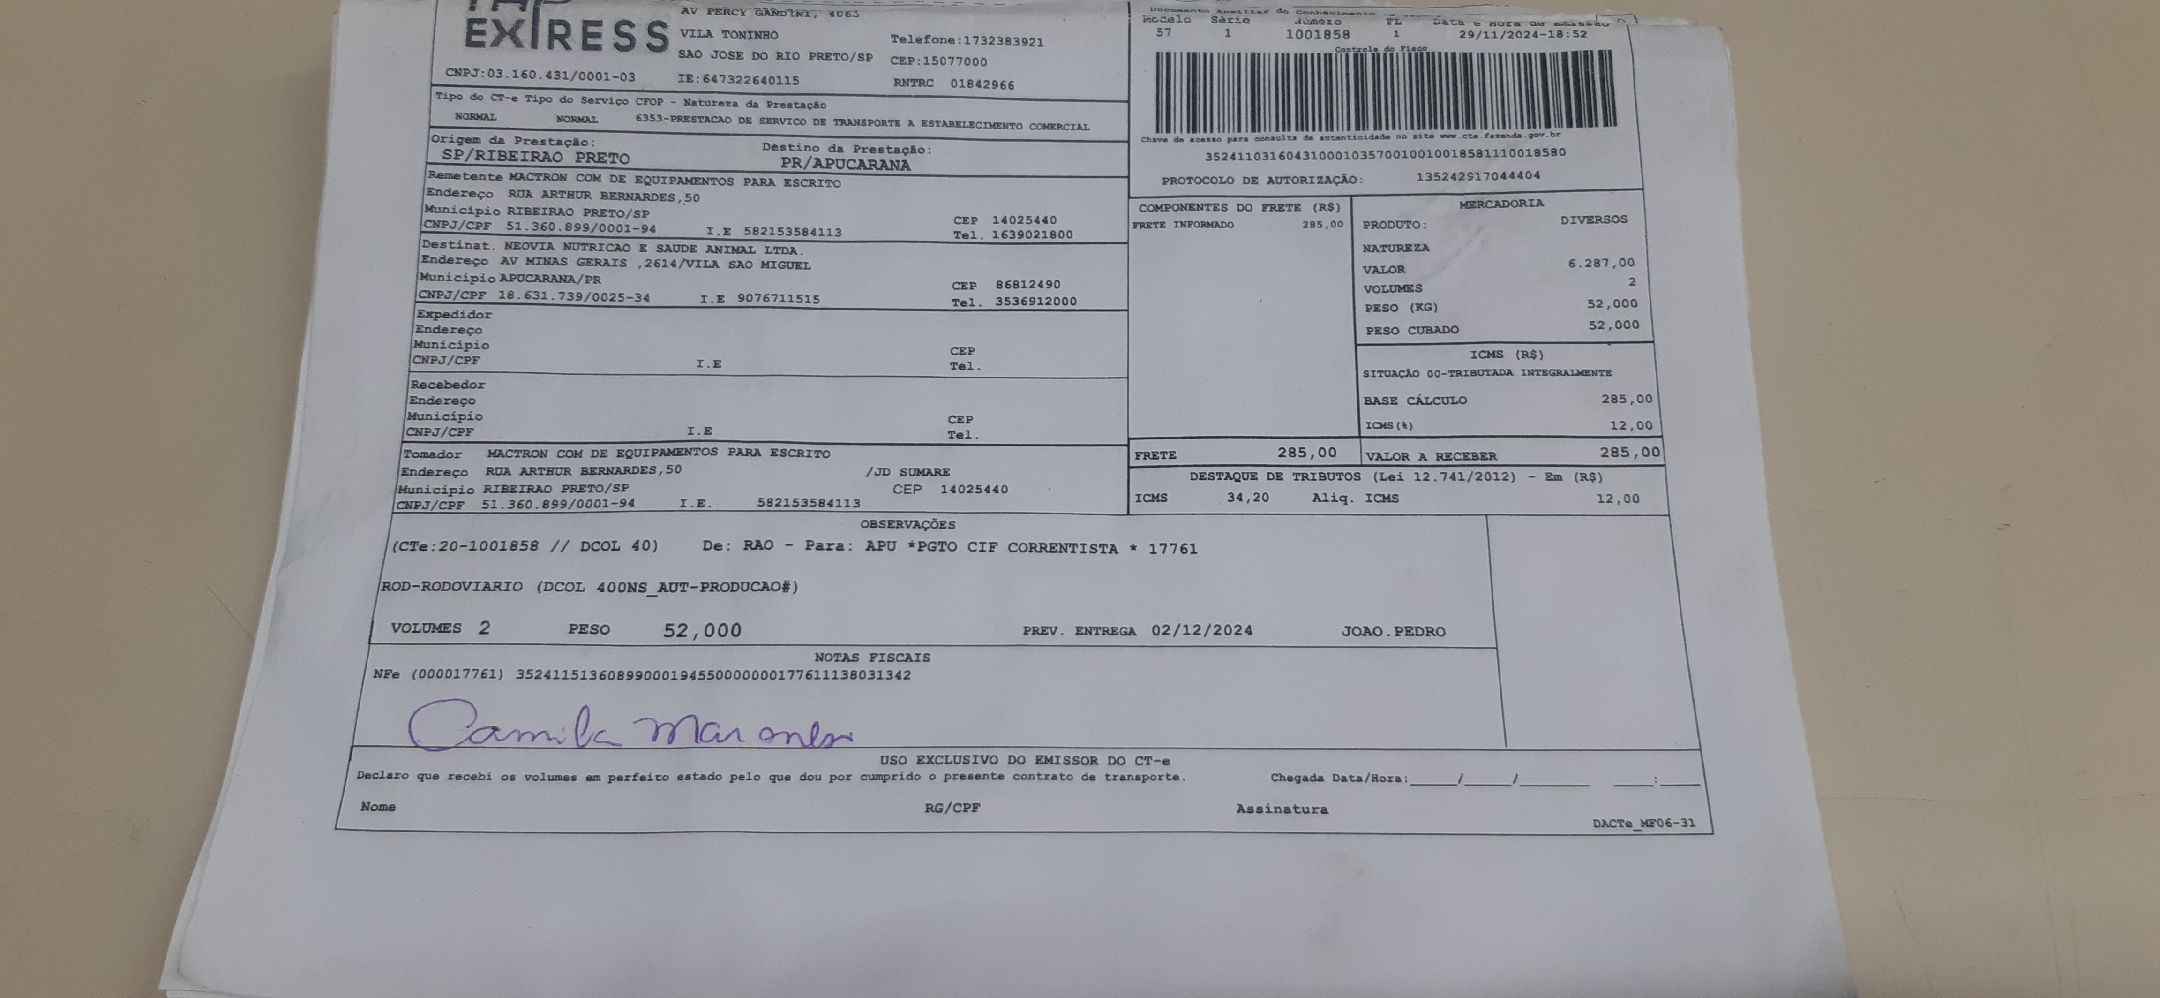 EXPRESS
AV PERCY GANDINI, 4065
VILA TONINHO
Telefone:1732383921
SAO JOSE DO RIO PRETO/SP
CEP:15077000
CNPJ:03.160.431/0001-03
IE:647322640115
RNTRC 01842966
Documento Auxiliar do Conhecimento
Modelo Série Número FL Data e Hora de Emissão
57 1 1001858 1 29/11/2024-18:52
Controle do Fisco
Chave de acesso para consulta de autenticidade no site www.cte.fazenda.gov.br
35241103160431000103570010010018581110018580
PROTOCOLO DE AUTORIZAÇÃO: 135242917044404
Tipo do CT-e Tipo do Serviço CFOP - Natureza da Prestação
NORMAL NORMAL 6353-PRESTACAO DE SERVICO DE TRANSPORTE A ESTABELECIMENTO COMERCIAL
Origem da Prestação: Destino da Prestação:
SP/RIBEIRAO PRETO PR/APUCARANA
Remetente MACTRON COM DE EQUIPAMENTOS PARA ESCRITO
Endereço RUA ARTHUR BERNARDES,50
Município RIBEIRAO PRETO/SP CEP 14025440
CNPJ/CPF 51.360.899/0001-94 I.E 582153584113 Tel. 1639021800
Destinat. NEOVIA NUTRICAO E SAUDE ANIMAL LTDA.
Endereço AV MINAS GERAIS ,2614/VILA SAO MIGUEL
Município APUCARANA/PR CEP 86812490
CNPJ/CPF 18.631.739/0025-34 I.E 9076711515 Tel. 3536912000
Expedidor
Endereço
Município CEP
CNPJ/CPF I.E Tel.
Recebedor
Endereço
Município CEP
CNPJ/CPF I.E Tel.
Tomador MACTRON COM DE EQUIPAMENTOS PARA ESCRITO
Endereço RUA ARTHUR BERNARDES,50 /JD SUMARE
Município RIBEIRAO PRETO/SP CEP 14025440
CNPJ/CPF 51.360.899/0001-94 I.E. 582153584113
COMPONENTES DO FRETE (R$)
FRETE INFORMADO 285,00
MERCADORIA
PRODUTO: DIVERSOS
NATUREZA
VALOR 6.287,00
VOLUMES 2
PESO (KG) 52,000
PESO CUBADO 52,000
ICMS (R$)
SITUAÇÃO 00-TRIBUTADA INTEGRALMENTE
BASE CÁLCULO 285,00
ICMS(%) 12,00
FRETE 285,00 VALOR A RECEBER 285,00
DESTAQUE DE TRIBUTOS (Lei 12.741/2012) - Em (R$)
ICMS 34,20 Aliq. ICMS 12,00
OBSERVAÇÕES
(CTe:20-1001858 // DCOL 40) De: RAO - Para: APU *PGTO CIF CORRENTISTA * 17761
ROD-RODOVIARIO (DCOL 400NS_AUT-PRODUCAO#)
VOLUMES 2 PESO 52,000 PREV. ENTREGA 02/12/2024 JOAO.PEDRO
NOTAS FISCAIS
NFe (000017761) 35241151360899000194550000000177611138031342
Camila
USO EXCLUSIVO DO EMISSOR DO CT-e
Declaro que recebi os volumes em perfeito estado pelo que dou por cumprido o presente contrato de transporte. Chegada Data/Hora:_____/_____/_______ ____:____
Nome RG/CPF Assinatura
DACTe_MF06-31